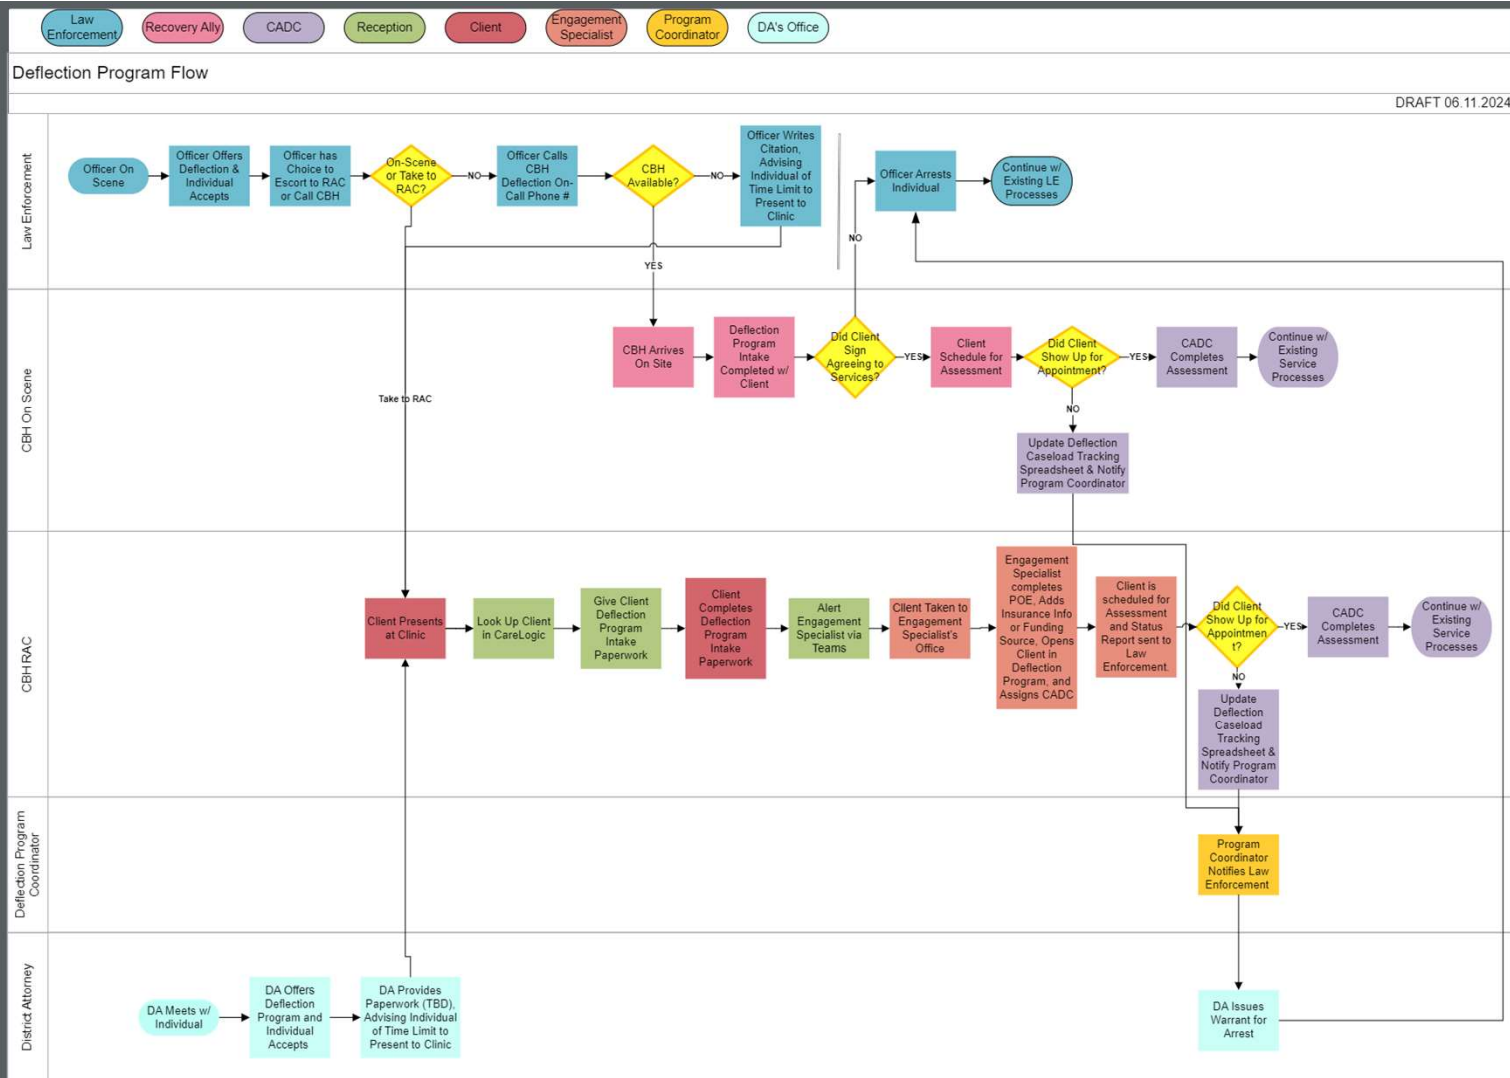 Law
Enforcement
Recovery Ally
CADC
Reception
Client
Engagement
Specialist
Program
Coordinator
DA's Office
Deflection Program Flow
DRAFT 06.11.2024
Law Enforcement
Officer On
Scene
Officer Offers
Deflection &
Individual
Accepts
Officer has
Choice to
Escort to RAC
or Call CBH
On-Scene
or Take to
RAC?
NO
Officer Calls
CBH
Deflection On-
Call Phone #
CBH
Available?
NO
Officer Writes
Citation,
Advising
Individual of
Time Limit to
Present to
Clinic
Officer Arrests
Individual
Continue w/
Existing LE
Processes
NO
YES
Take to RAC
CBH On Scene
CBH Arrives
On Site
Deflection
Program
Intake
Completed w/
Client
Did Client
Sign
Agreeing to
Services?
YES
Client
Schedule for
Assessment
Did Client
Show Up for
Appointment?
YES
CADC
Completes
Assessment
Continue w/
Existing
Service
Processes
NO
Update Deflection
Caseload Tracking
Spreadsheet & Notify
Program Coordinator
CBH RAC
Client Presents
at Clinic
Look Up Client
in CareLogic
Give Client
Deflection
Program
Intake
Paperwork
Client
Completes
Deflection
Program
Intake
Paperwork
Alert
Engagement
Specialist via
Teams
Client Taken to
Engagement
Specialist's
Office
Engagement
Specialist
completes
POE, Adds
Insurance Info
or Funding
Source, Opens
Client in
Deflection
Program, and
Assigns CADC
Client is
scheduled for
Assessment
and Status
Report sent to
Law
Enforcement.
Did Client
Show Up for
Appointmen
t?
YES
CADC
Completes
Assessment
Continue w/
Existing
Service
Processes
NO
Update
Deflection
Caseload
Tracking
Spreadsheet &
Notify Program
Coordinator
Deflection Program
Coordinator
Program
Coordinator
Notifies Law
Enforcement
District Attorney
DA Meets w/
Individual
DA Offers
Deflection
Program and
Individual
Accepts
DA Provides
Paperwork (TBD),
Advising Individual
of Time Limit to
Present to Clinic
DA Issues
Warrant for
Arrest